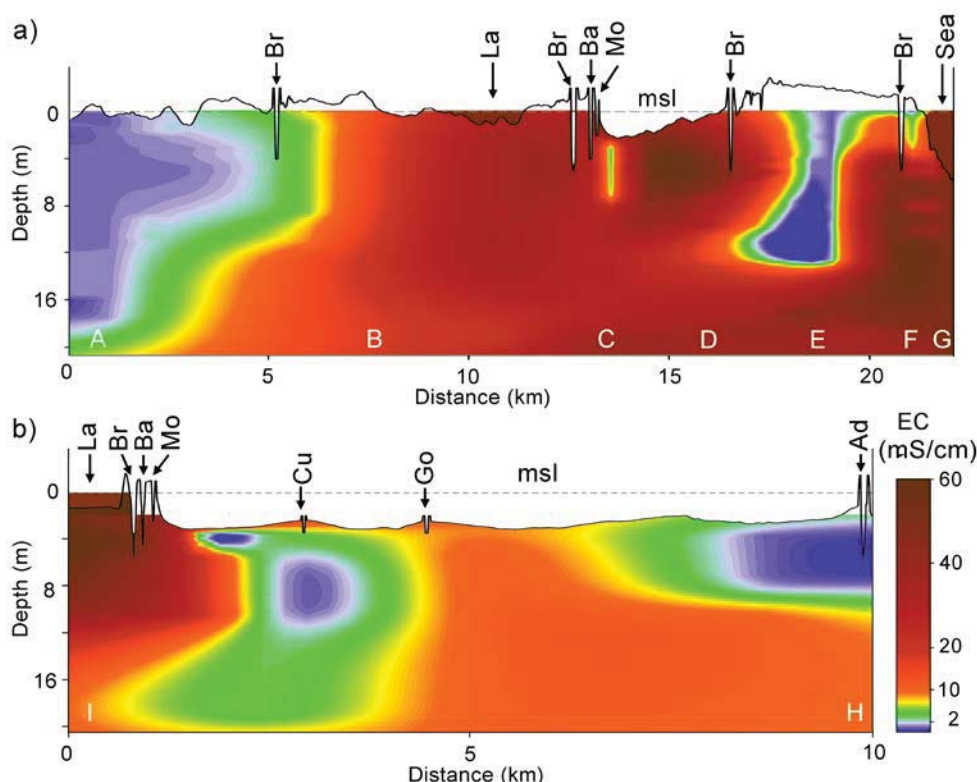 a)
Br
La
Br
Ba
Mo
Br
Br
Sea
msl
0
8
16
Depth (m)
A
B
C
D
E
F
G
0
5
10
15
20
Distance (km)
b)
La
Br
Ba
Mo
Cu
Go
msl
Ad
EC
(mS/cm)
0
8
16
Depth (m)
60
40
20
10
2
I
H
0
5
10
Distance (km)